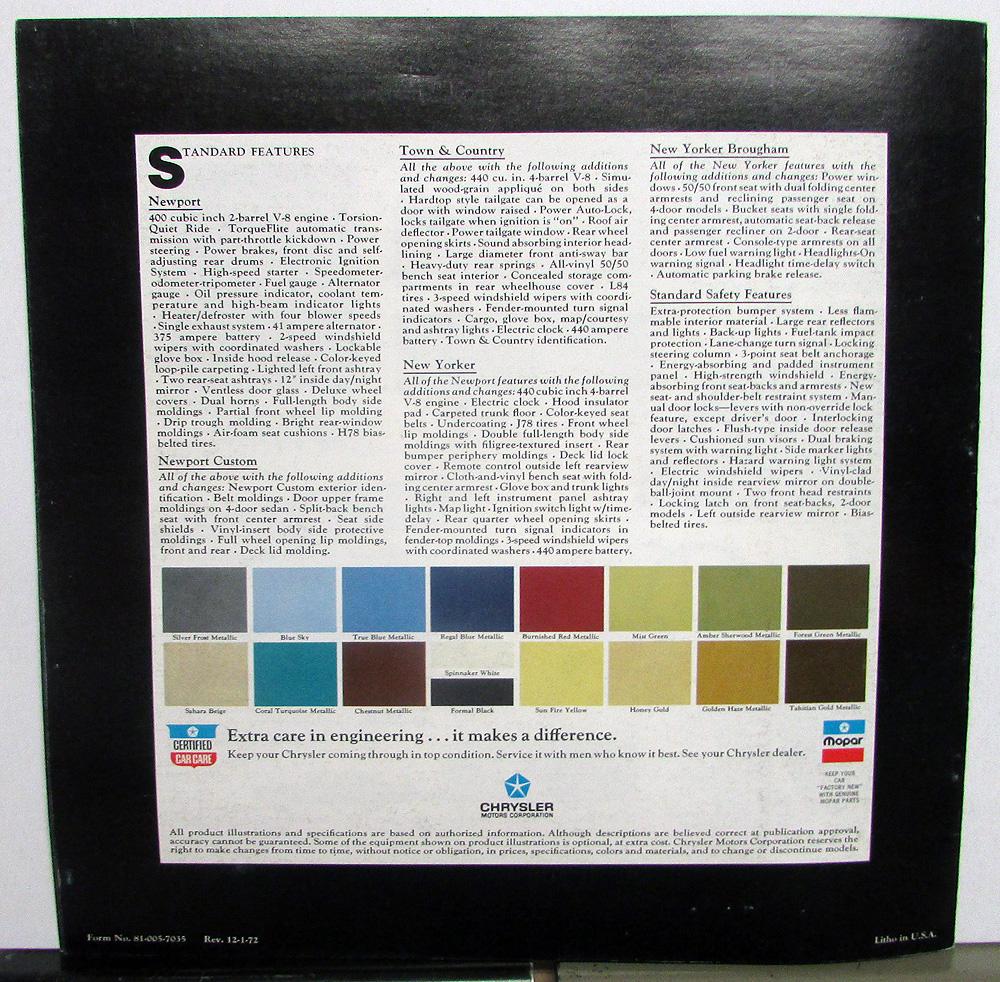 STANDARD FEATURES
Newport
400 cubic inch 2-barrel V-8 engine · Torsion-
Quiet Ride · TorqueFlite automatic trans-
mission with part-throttle kickdown · Power
steering · Power brakes, front disc and self-
adjusting rear drums · Electronic Ignition
System · High-speed starter · Speedometer-
odometer-tripometer · Fuel gauge · Alternator
gauge · Oil pressure indicator, coolant tem-
perature and high-beam indicator lights
· Heater/defroster with four blower speeds
· Single exhaust system · 41 ampere alternator ·
375 ampere battery · 2-speed windshield
wipers with coordinated washers · Lockable
glove box · Inside hood release · Color-keyed
loop-pile carpeting · Lighted left front ashtray
· Two rear-seat ashtrays · 12" inside day/night
mirror · Ventless door glass · Deluxe wheel
covers · Dual horns · Full-length body side
moldings · Partial front wheel lip molding
· Drip trough molding · Bright rear-window
moldings · Air-foam seat cushions · H78 bias-
belted tires.
Newport Custom
All of the above with the following additions
and changes: Newport Custom exterior iden-
tification · Belt moldings · Door upper frame
moldings on 4-door sedan · Split-back bench
seat with front center armrest · Seat side
shields · Vinyl-insert body side protective
moldings · Full wheel opening lip moldings,
front and rear · Deck lid molding.
Town & Country
All the above with the following additions
and changes: 440 cu. in. 4-barrel V-8 · Simu-
lated wood-grain appliqué on both sides
· Hardtop style tailgate can be opened as a
door with window raised · Power Auto-Lock,
locks tailgate when ignition is "on" · Roof air
deflector · Power tailgate window · Rear wheel
opening skirts · Sound absorbing interior head-
lining · Large diameter front anti-sway bar
· Heavy-duty rear springs · All-vinyl 50/50
bench seat interior · Concealed storage com-
partments in rear wheelhouse cover · L84
tires · 3-speed windshield wipers with coordi-
nated washers · Fender-mounted turn signal
indicators · Cargo, glove box, map/courtesy
and ashtray lights · Electric clock · 440 ampere
battery · Town & Country identification.
New Yorker
All of the Newport features with the following
additions and changes: 440 cubic inch 4-barrel
V-8 engine · Electric clock · Hood insulator
pad · Carpeted trunk floor · Color-keyed seat
belts · Undercoating · J78 tires · Front wheel
lip moldings · Double full-length body side
moldings with filigree-textured insert · Rear
bumper periphery moldings · Deck lid lock
cover · Remote control outside left rearview
mirror · Cloth-and-vinyl bench seat with fold-
ing center armrest · Glove box and trunk lights
· Right and left instrument panel ashtray
lights · Map light · Ignition switch light w/time-
delay · Rear quarter wheel opening skirts ·
Fender-mounted turn signal indicators in
fender-top moldings · 3-speed windshield wipers
with coordinated washers · 440 ampere battery.
New Yorker Brougham
All of the New Yorker features with the
following additions and changes: Power win-
dows · 50/50 front seat with dual folding center
armrests and reclining passenger seat on
4-door models · Bucket seats with single fold-
ing center armrest, automatic seat-back release
and passenger recliner on 2-door · Rear-seat
center armrest · Console-type armrests on all
doors · Low fuel warning light · Headlights-On
warning signal · Headlight time-delay switch
· Automatic parking brake release.
Standard Safety Features
Extra-protection bumper system · Less flam-
mable interior material · Large rear reflectors
and lights · Back-up lights · Fuel-tank impact
protection · Lane-change turn signal · Locking
steering column · 3-point seat belt anchorage
· Energy-absorbing and padded instrument
panel · High-strength windshield · Energy-
absorbing front seat-backs and armrests · New
seat- and shoulder-belt restraint system · Man-
ual door locks—levers with non-override lock
feature, except driver's door · Interlocking
door latches · Flush-type inside door release
levers · Cushioned sun visors · Dual braking
system with warning light · Side marker lights
and reflectors · Hazard warning light system
· Electric windshield wipers · Vinyl-clad
day/night inside rearview mirror on double-
ball-joint mount · Two front head restraints
· Locking latch on front seat-backs, 2-door
models · Left outside rearview mirror · Bias-
belted tires.
Silver Frost Metallic
Blue Sky
True Blue Metallic
Regal Blue Metallic
Burnished Red Metallic
Mist Green
Amber Sherwood Metallic
Forest Green Metallic
Sahara Beige
Coral Turquoise Metallic
Chestnut Metallic
Spinnaker White
Formal Black
Sun Fire Yellow
Honey Gold
Golden Haze Metallic
Tahitian Gold Metallic
CERTIFIED
CAR CARE
Extra care in engineering . . . it makes a difference.
Keep your Chrysler coming through in top condition. Service it with men who know it best. See your Chrysler dealer.
Mopar
KEEP YOUR
CAR
"FACTORY NEW"
WITH GENUINE
MOPAR PARTS
CHRYSLER
MOTORS CORPORATION
All product illustrations and specifications are based on authorized information. Although descriptions are believed correct at publication approval,
accuracy cannot be guaranteed. Some of the equipment shown on product illustrations is optional, at extra cost. Chrysler Motors Corporation reserves the
right to make changes from time to time, without notice or obligation, in prices, specifications, colors and materials, and to change or discontinue models.
Form No. 81-005-7035 Rev. 12-1-72
Litho in U.S.A.